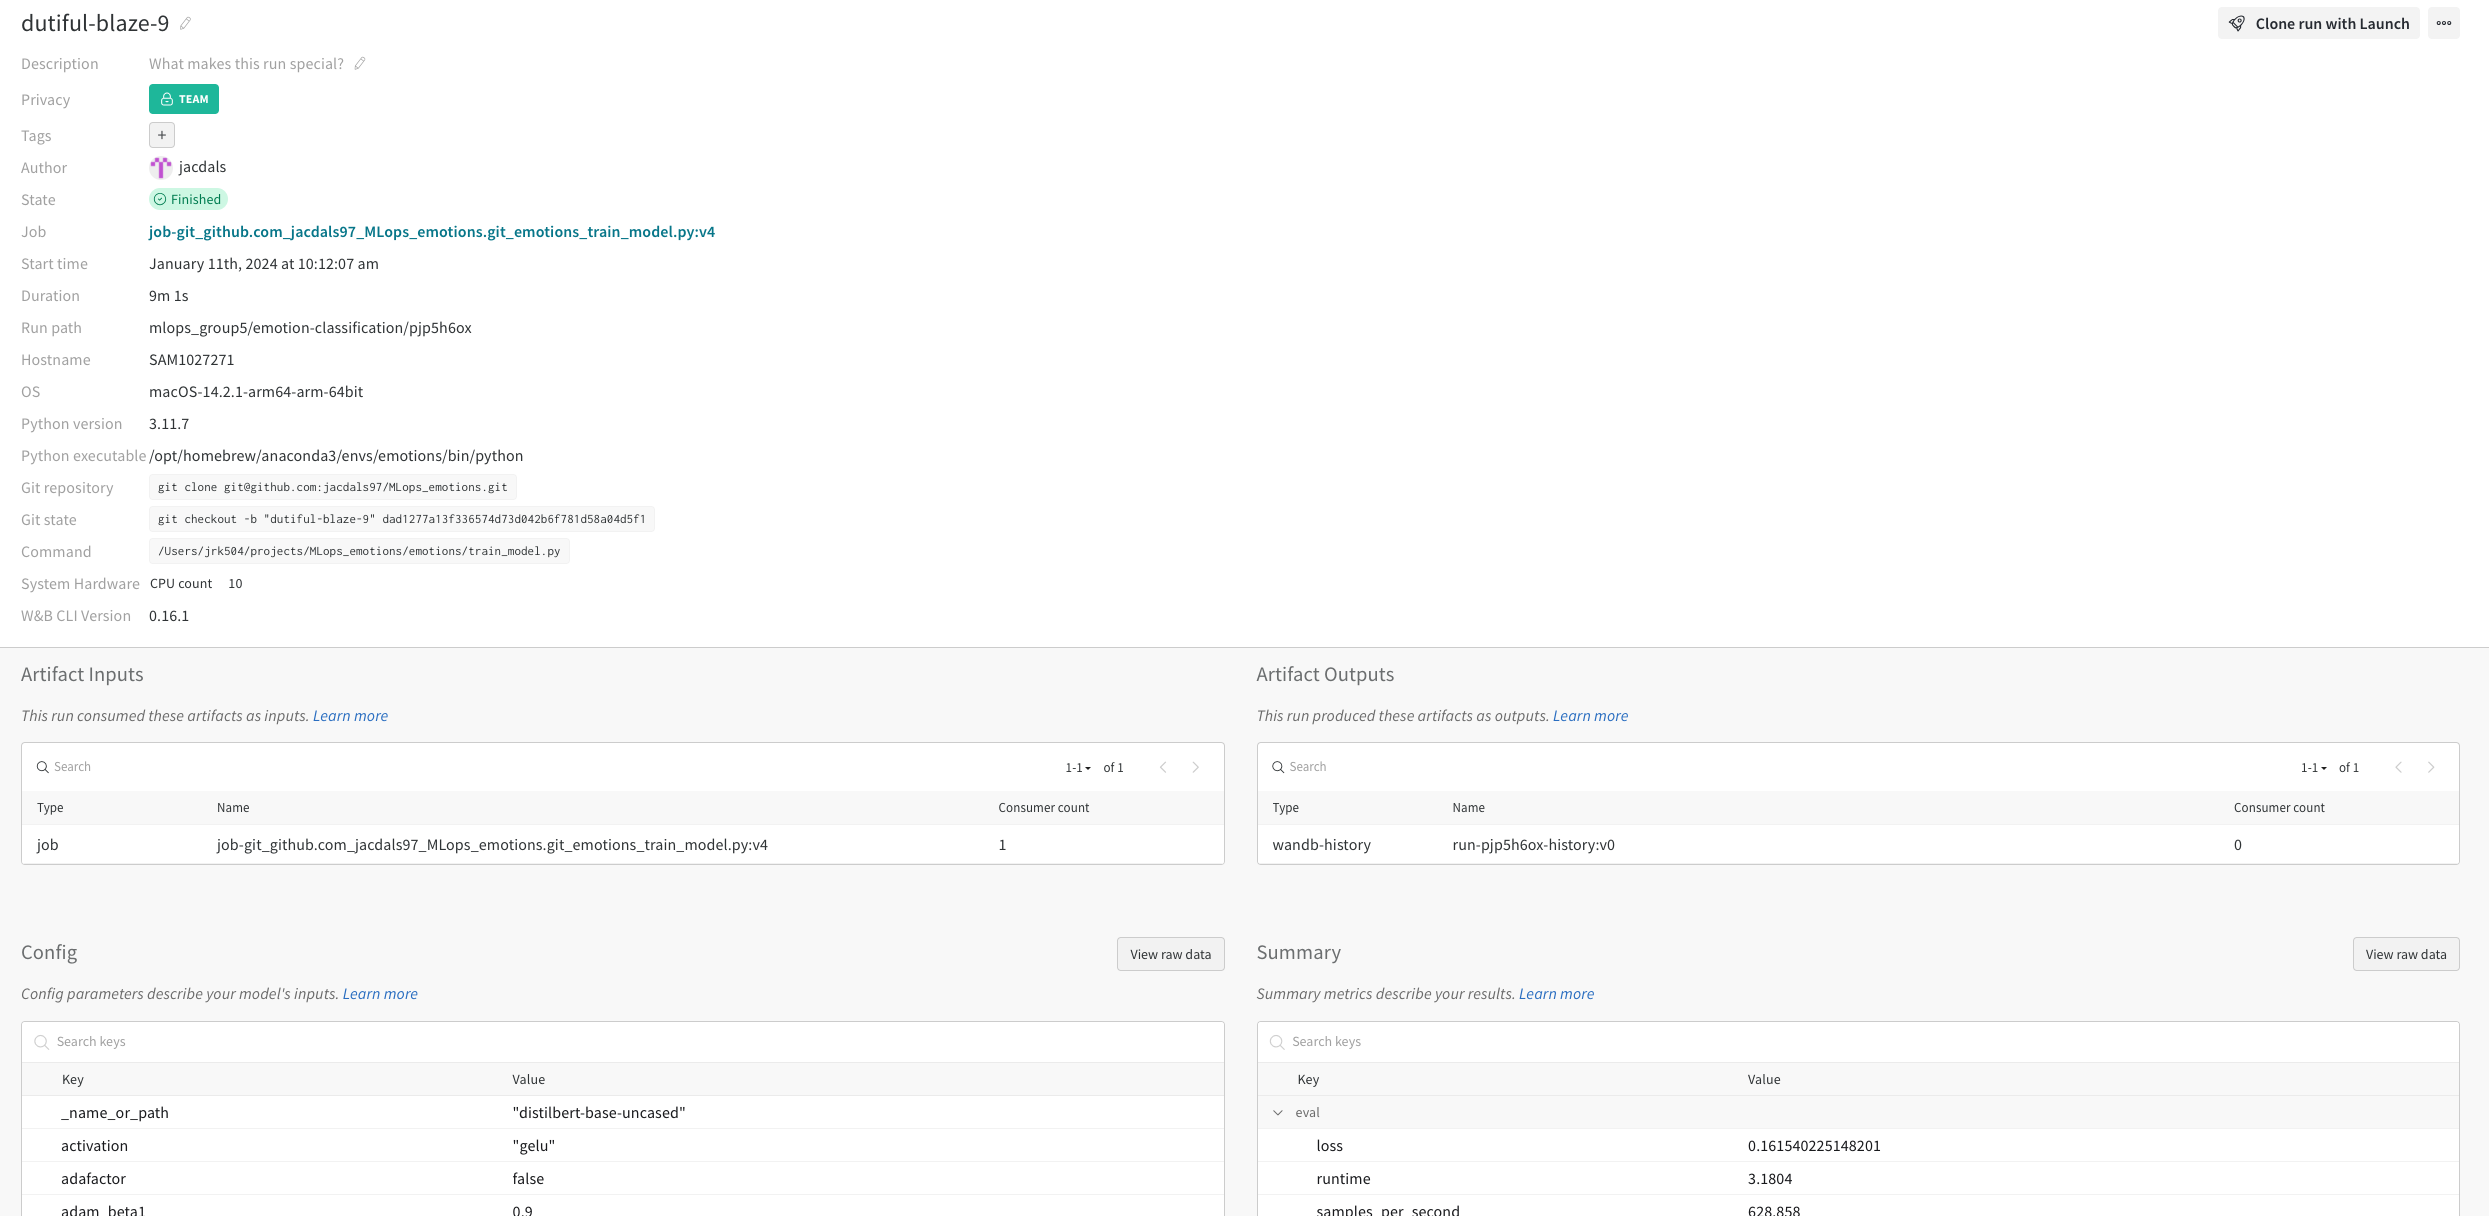 dutiful-blaze-9
Clone run with Launch
Description What makes this run special?
Privacy TEAM
Tags +
Author jacdals
State Finished
Job job-git_github.com_jacdals97_MLops_emotions.git_emotions_train_model.py:v4
Start time January 11th, 2024 at 10:12:07 am
Duration 9m 1s
Run path mlops_group5/emotion-classification/pjp5h6ox
Hostname SAM1027271
OS macOS-14.2.1-arm64-arm-64bit
Python version 3.11.7
Python executable /opt/homebrew/anaconda3/envs/emotions/bin/python
Git repository git clone git@github.com:jacdals97/MLops_emotions.git
Git state git checkout -b "dutiful-blaze-9" dad1277a13f336574d73d042b6f781d58a04d5f1
Command /Users/jrk504/projects/MLops_emotions/emotions/train_model.py
System Hardware CPU count 10
W&B CLI Version 0.16.1
Artifact Inputs
This run consumed these artifacts as inputs. Learn more
Search 1-1 of 1
Type Name Consumer count
job job-git_github.com_jacdals97_MLops_emotions.git_emotions_train_model.py:v4 1
Artifact Outputs
This run produced these artifacts as outputs. Learn more
Search 1-1 of 1
Type Name Consumer count
wandb-history run-pjp5h6ox-history:v0 0
Config View raw data
Config parameters describe your model's inputs. Learn more
Search keys
Key Value
_name_or_path "distilbert-base-uncased"
activation "gelu"
adafactor false
adam_beta1 0.9
Summary View raw data
Summary metrics describe your results. Learn more
Search keys
Key Value
eval
loss 0.161540225148201
runtime 3.1804
samples_per_second 628.858